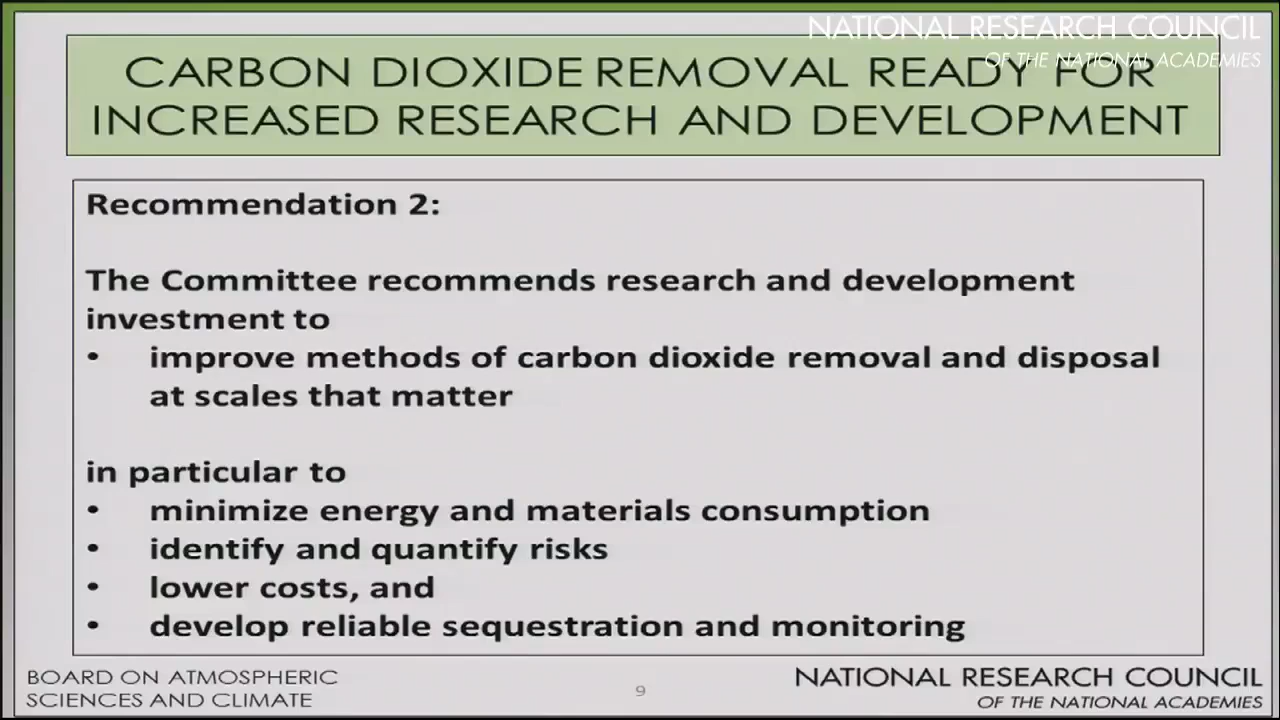 NATIONAL RESEARCH COUNCIL
OF THE NATIONAL ACADEMIES
CARBON DIOXIDE REMOVAL READY FOR
INCREASED RESEARCH AND DEVELOPMENT
Recommendation 2:
The Committee recommends research and development
investment to
• improve methods of carbon dioxide removal and disposal
at scales that matter
in particular to
• minimize energy and materials consumption
• identify and quantify risks
• lower costs, and
• develop reliable sequestration and monitoring
BOARD ON ATMOSPHERIC
SCIENCES AND CLIMATE
9
NATIONAL RESEARCH COUNCIL
OF THE NATIONAL ACADEMIES